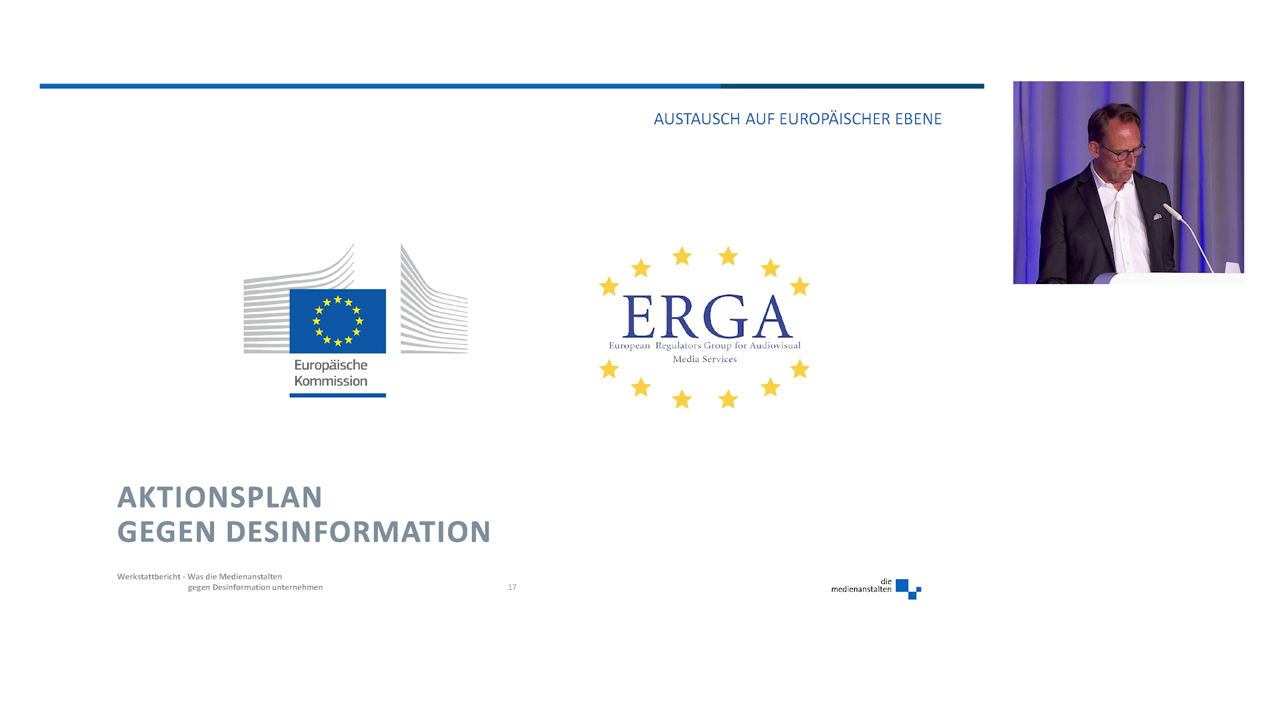 AUSTAUSCH AUF EUROPÄISCHER EBENE
Europäische
Kommission
ERGA
European Regulators Group for Audiovisual
Media Services
AKTIONSPLAN
GEGEN DESINFORMATION
Werkstattbericht - Was die Medienanstalten
gegen Desinformation unternehmen
17
die
medienanstalten